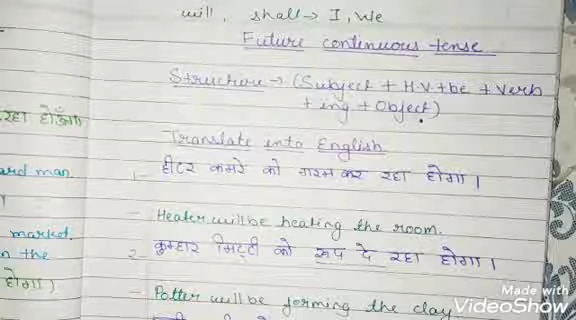 will, shall → I, We
Future continuous tense
Structure → (Subject + H.V + be + Verb
+ ing + Object)
Translate into English
1- हीटर कमरे को गरम कर रहा होगा।
- Heater will be heating the room.
2- कुम्हार मिट्टी को रूप दे रहा होगा।
- Potter will be forming the clay
रहा होऊँगा)
ard man
market.
n the
होगा)
Made with
VideoShow